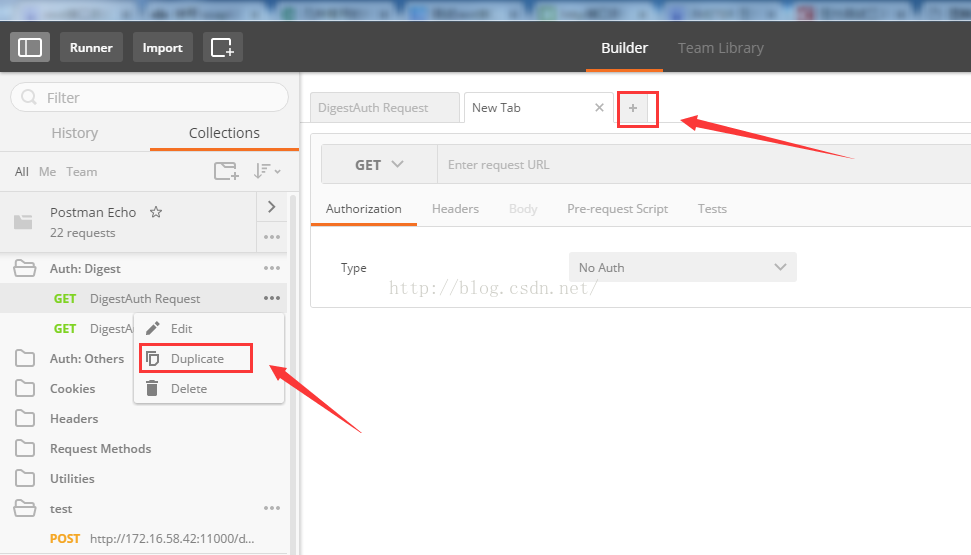 Runner
Import
Builder
Team Library
Filter
History
Collections
All Me Team
Postman Echo
22 requests
Auth: Digest
GET DigestAuth Request
GET DigestAu
Edit
Duplicate
Delete
Auth: Others
Cookies
Headers
Request Methods
Utilities
test
POST http://172.16.58.42:11000/d...
DigestAuth Request
New Tab
GET
Enter request URL
Authorization Headers Body Pre-request Script Tests
Type
No Auth
http://blog.csdn.net/